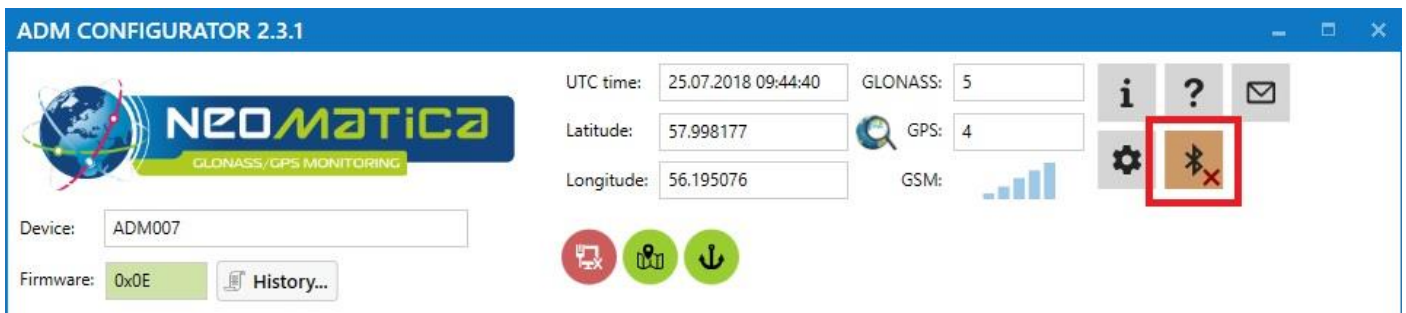 ADM CONFIGURATOR 2.3.1
NEOMATICA
GLONASS/GPS MONITORING
UTC time: 25.07.2018 09:44:40 GLONASS: 5
Latitude: 57.998177 GPS: 4
Longitude: 56.195076 GSM:
i ?
Device: ADM007
Firmware: 0x0E History...